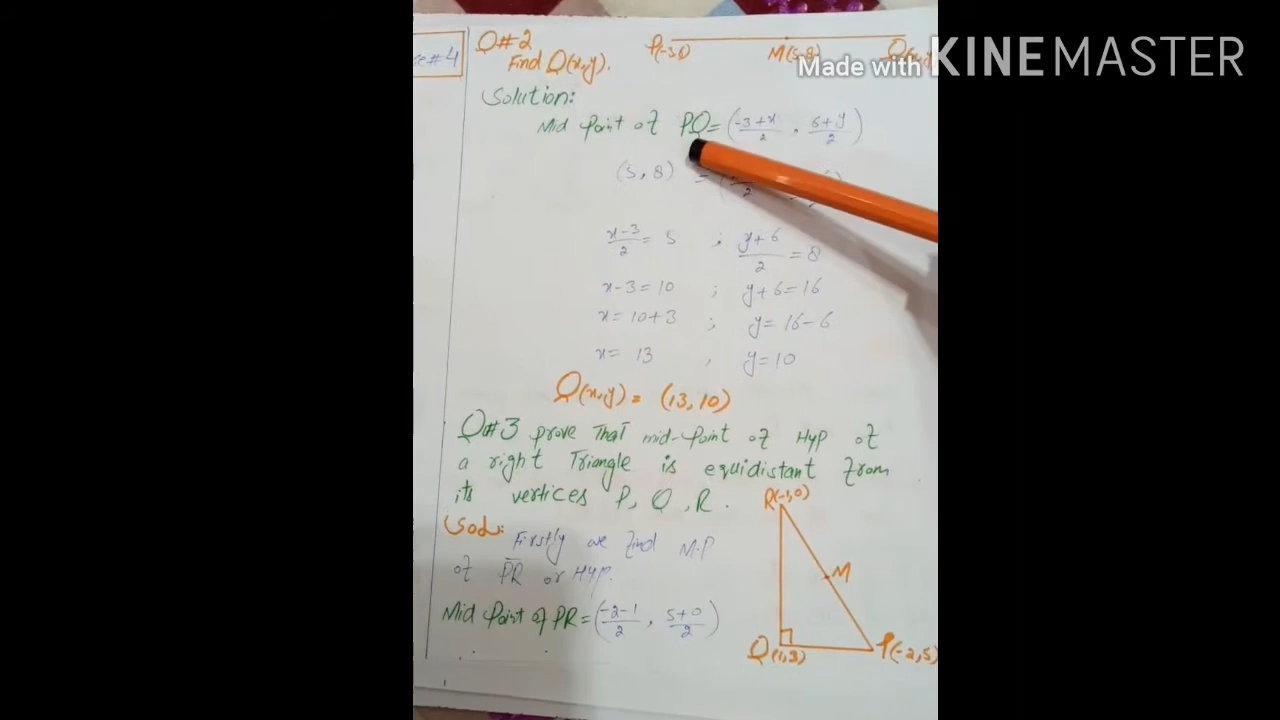 Made with KINEMASTER
#4
Q#2
P(-3,6) M(5,8)
Find Q(x,y).
Solution:
Mid Point of PQ = (-3+x/2 , 6+y/2)
(5, 8) =
x-3/2 = 5 ; y+6/2 = 8
x-3 = 10 ; y+6 = 16
x = 10+3 ; y = 16-6
x = 13 , y = 10
Q(x,y) = (13, 10)
Q#3 prove That mid-Point of Hyp of
a right Triangle is equidistant from
its vertices P, Q, R.
R(-1,0)
Sol: Firstly we find M.P
of PR or Hyp.
M
Mid Point of PR = (-2-1/2 , 5+0/2)
Q(1,3) P(-2,5)